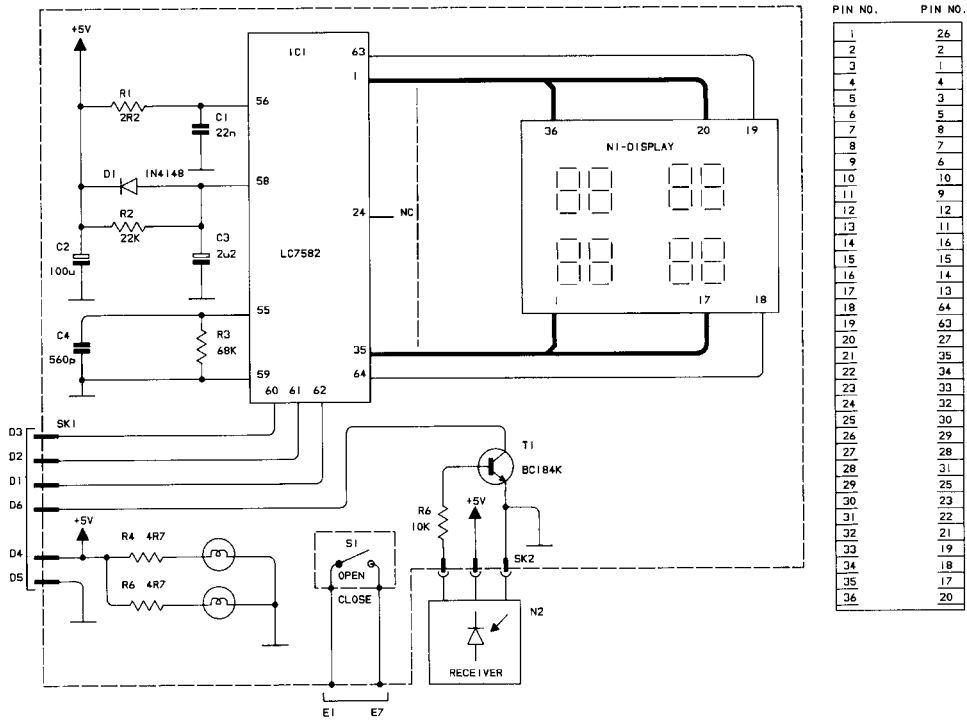 +5V
R1
2R2
C1
22n
D1 1N4148
R2
22K
C2
100u
C3
2u2
C4
560p
R3
68K
IC1
LC7582
56
58
55
59
60 61 62
63
1
24
NC
35
64
36 20 19
N1-DISPLAY
1 17 18
SK1
D3
D2
D1
D6
D4
D5
+5V
R4 4R7
R6 4R7
S1
OPEN
CLOSE
E1 E7
T1
BC184K
R6
10K
+5V
SK2
N2
RECEIVER
PIN NO. PIN NO.
1 26
2 2
3 1
4 4
5 3
6 5
7 8
8 7
9 6
10 10
11 9
12 12
13 11
14 16
15 15
16 14
17 13
18 64
19 63
20 27
21 35
22 34
23 33
24 32
25 30
26 29
27 28
28 31
29 25
30 23
31 22
32 21
33 19
34 18
35 17
36 20